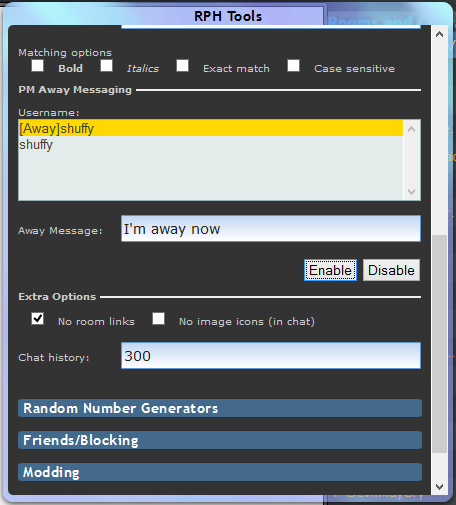 RPH Tools
Rooms and
Matching options
Bold Italics Exact match Case sensitive
PM Away Messaging
Username:
[Away]shuffy
shuffy
Away Message: I'm away now
Enable Disable
Extra Options
No room links No image icons (in chat)
Chat history: 300
Random Number Generators
Friends/Blocking
Modding